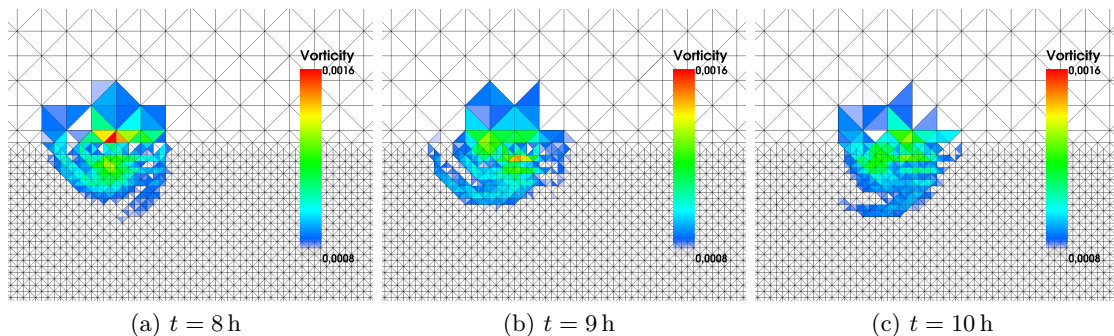 Vorticity Vorticity Vorticity
0,0016 0,0016 0,0016
0,0008 0,0008 0,0008
(a) t = 8 h (b) t = 9 h (c) t = 10 h